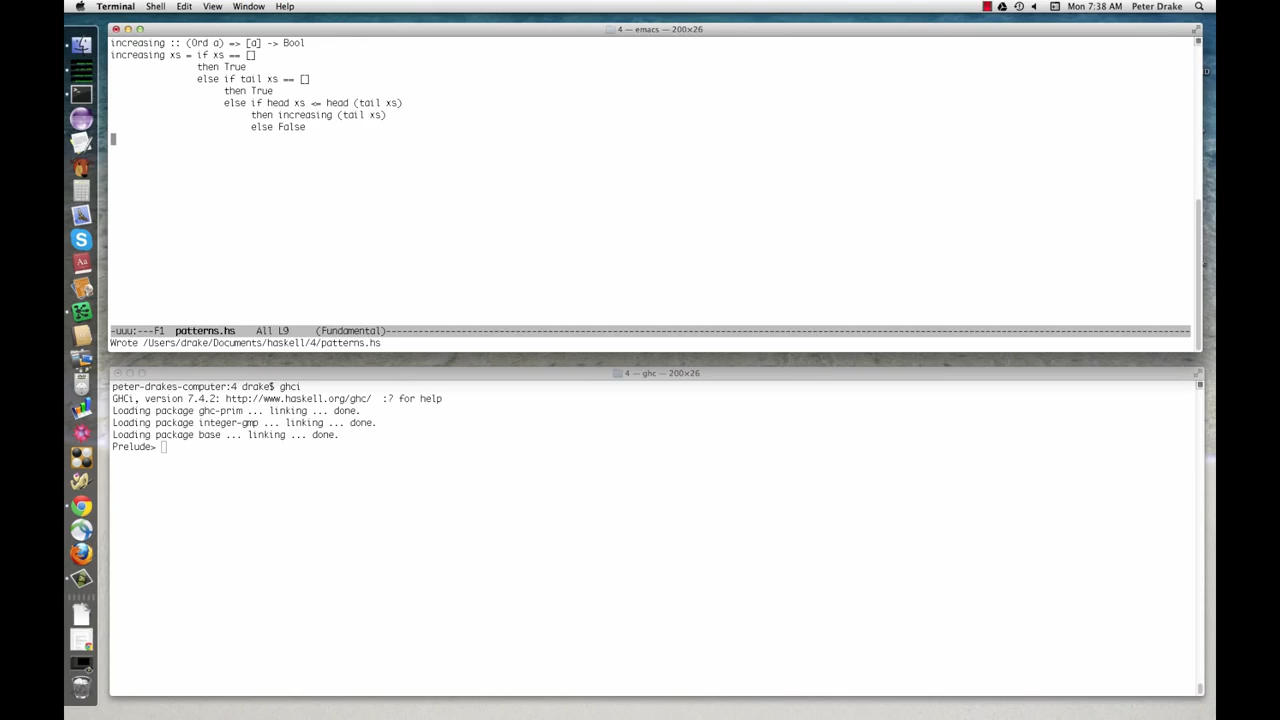 Terminal Shell Edit View Window Help Mon 7:38 AM Peter Drake
4 — emacs — 200×26
increasing :: (Ord a) => [a] -> Bool
increasing xs = if xs == []
then True
else if tail xs == []
then True
else if head xs <= head (tail xs)
then increasing (tail xs)
else False
-uuu:---F1 patterns.hs All L9 (Fundamental)----------------------------------------------------------------
Wrote /Users/drake/Documents/haskell/4/patterns.hs
4 — ghc — 200×26
peter-drakes-computer:4 drake$ ghci
GHCi, version 7.4.2: http://www.haskell.org/ghc/ :? for help
Loading package ghc-prim ... linking ... done.
Loading package integer-gmp ... linking ... done.
Loading package base ... linking ... done.
Prelude>